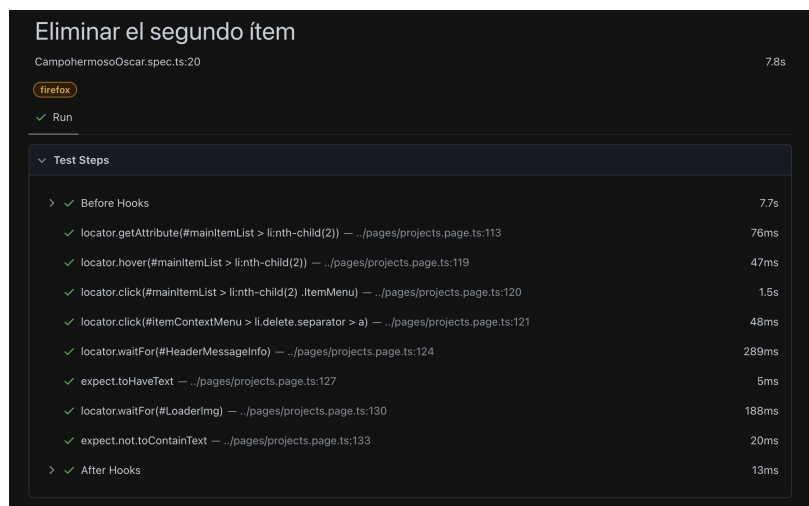 Eliminar el segundo ítem
CampohermosoOscar.spec.ts:20 7.8s
firefox
Run
Test Steps
Before Hooks 7.7s
locator.getAttribute(#mainItemList > li:nth-child(2)) — ../pages/projects.page.ts:113 76ms
locator.hover(#mainItemList > li:nth-child(2)) — ../pages/projects.page.ts:119 47ms
locator.click(#mainItemList > li:nth-child(2) .ItemMenu) — ../pages/projects.page.ts:120 1.5s
locator.click(#itemContextMenu > li.delete.separator > a) — ../pages/projects.page.ts:121 48ms
locator.waitFor(#HeaderMessageInfo) — ../pages/projects.page.ts:124 289ms
expect.toHaveText — ../pages/projects.page.ts:127 5ms
locator.waitFor(#LoaderImg) — ../pages/projects.page.ts:130 188ms
expect.not.toContainText — ../pages/projects.page.ts:133 20ms
After Hooks 13ms